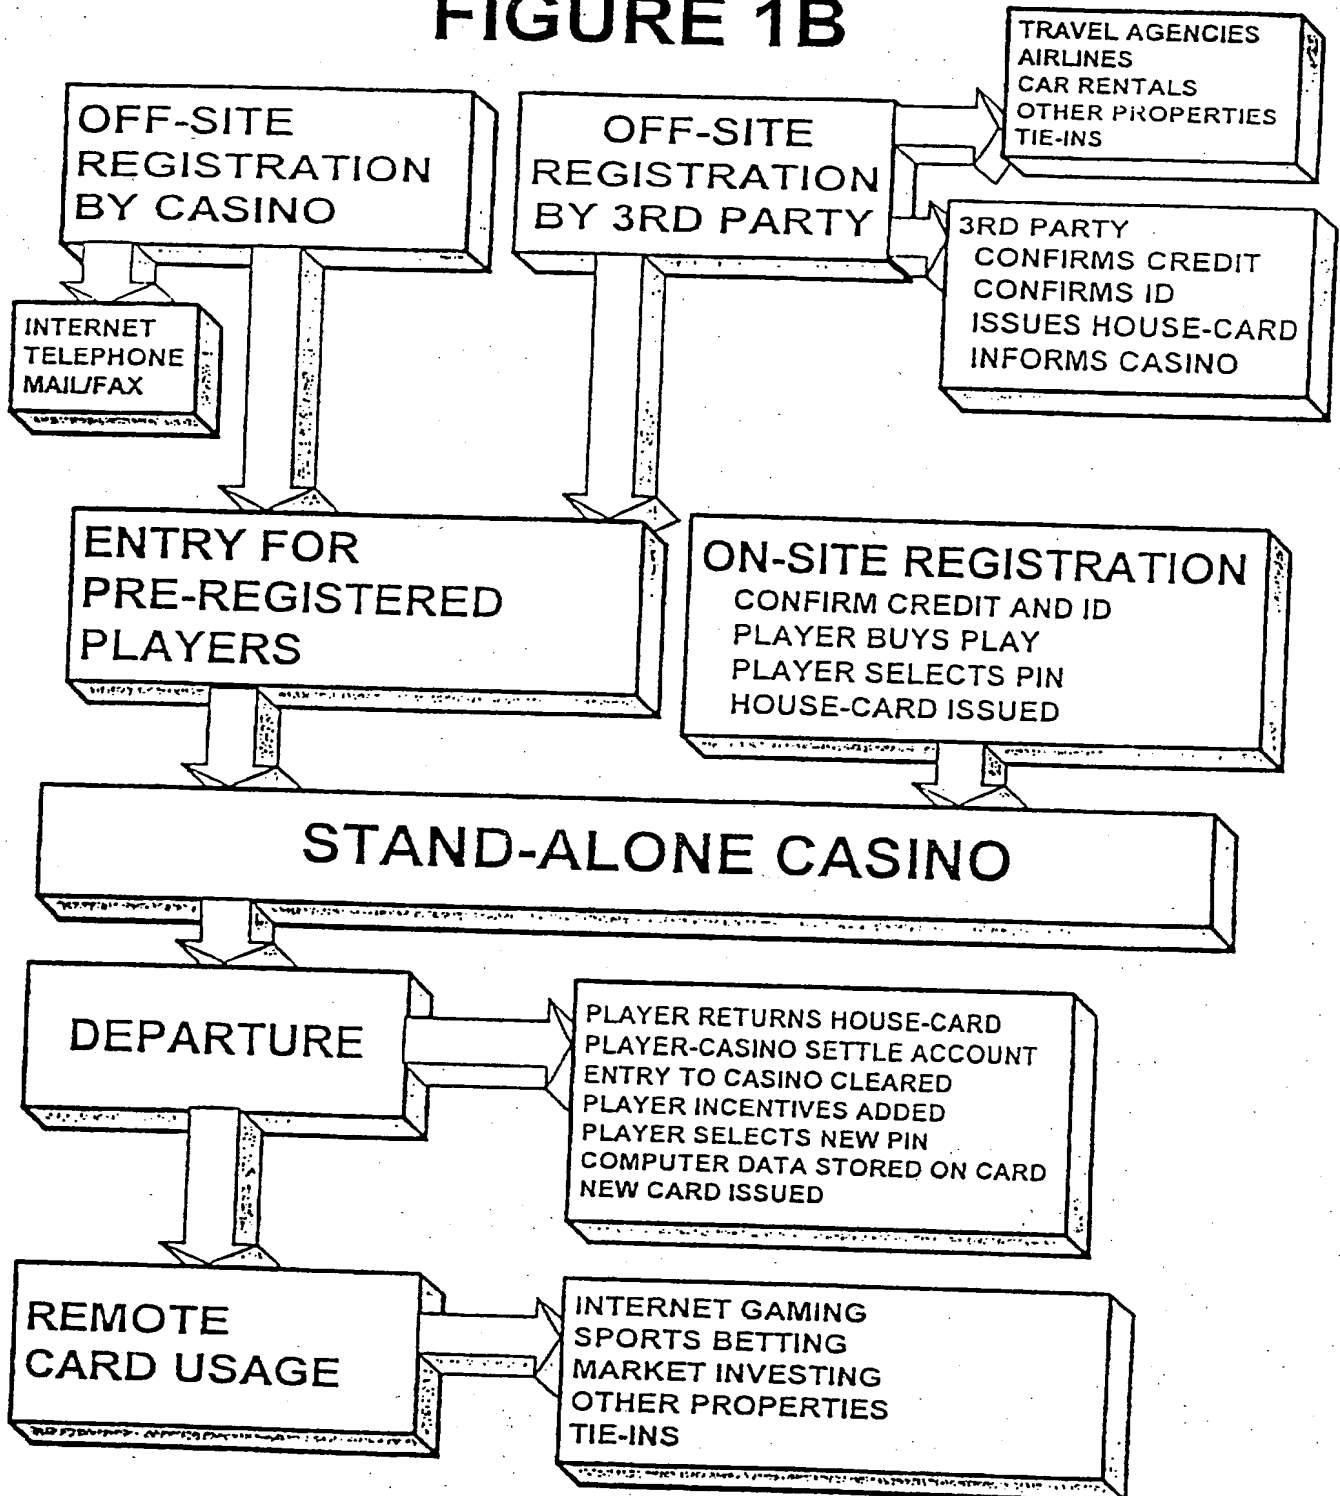 FIGURE 1B
TRAVEL AGENCIES
AIRLINES
CAR RENTALS
OTHER PROPERTIES
TIE-INS
OFF-SITE
REGISTRATION
BY CASINO
OFF-SITE
REGISTRATION
BY 3RD PARTY
3RD PARTY
CONFIRMS CREDIT
CONFIRMS ID
ISSUES HOUSE-CARD
INFORMS CASINO
INTERNET
TELEPHONE
MAIL/FAX
ENTRY FOR
PRE-REGISTERED
PLAYERS
ON-SITE REGISTRATION
CONFIRM CREDIT AND ID
PLAYER BUYS PLAY
PLAYER SELECTS PIN
HOUSE-CARD ISSUED
STAND-ALONE CASINO
DEPARTURE
PLAYER RETURNS HOUSE-CARD
PLAYER-CASINO SETTLE ACCOUNT
ENTRY TO CASINO CLEARED
PLAYER INCENTIVES ADDED
PLAYER SELECTS NEW PIN
COMPUTER DATA STORED ON CARD
NEW CARD ISSUED
REMOTE
CARD USAGE
INTERNET GAMING
SPORTS BETTING
MARKET INVESTING
OTHER PROPERTIES
TIE-INS